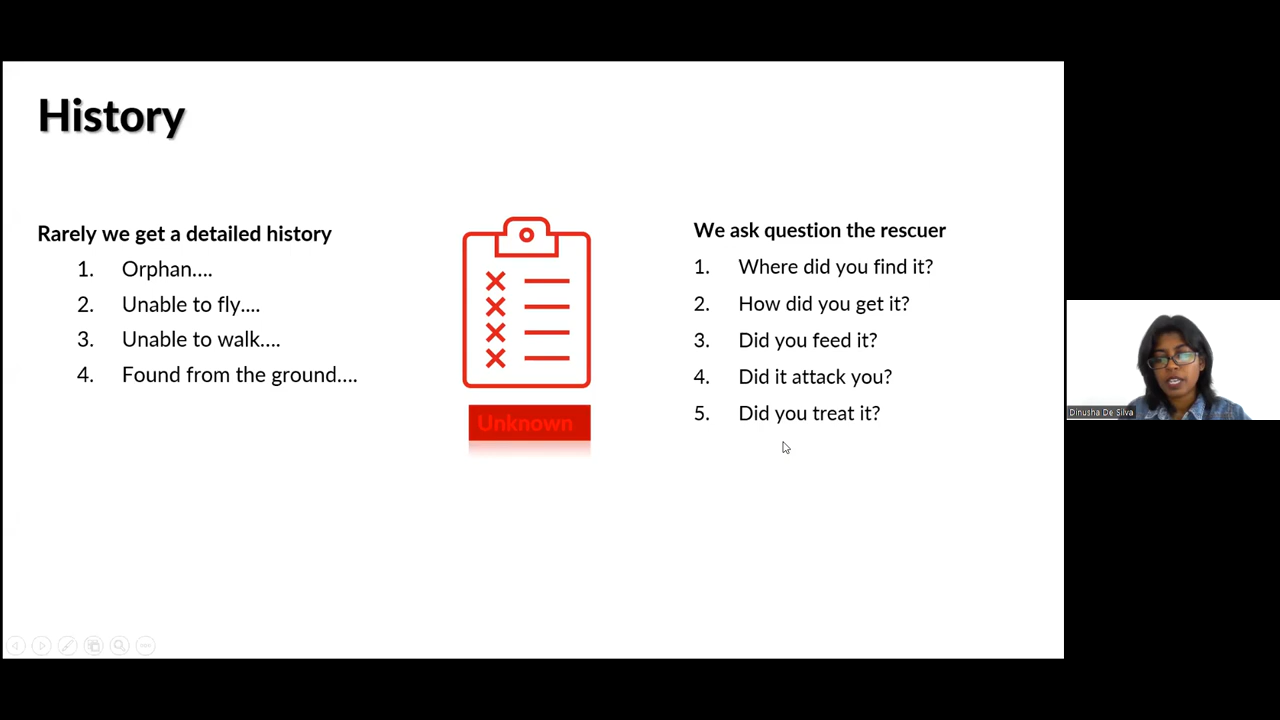 History
Rarely we get a detailed history
1. Orphan....
2. Unable to fly....
3. Unable to walk....
4. Found from the ground....
Unknown
We ask question the rescuer
1. Where did you find it?
2. How did you get it?
3. Did you feed it?
4. Did it attack you?
5. Did you treat it?
Dinusha De Silva